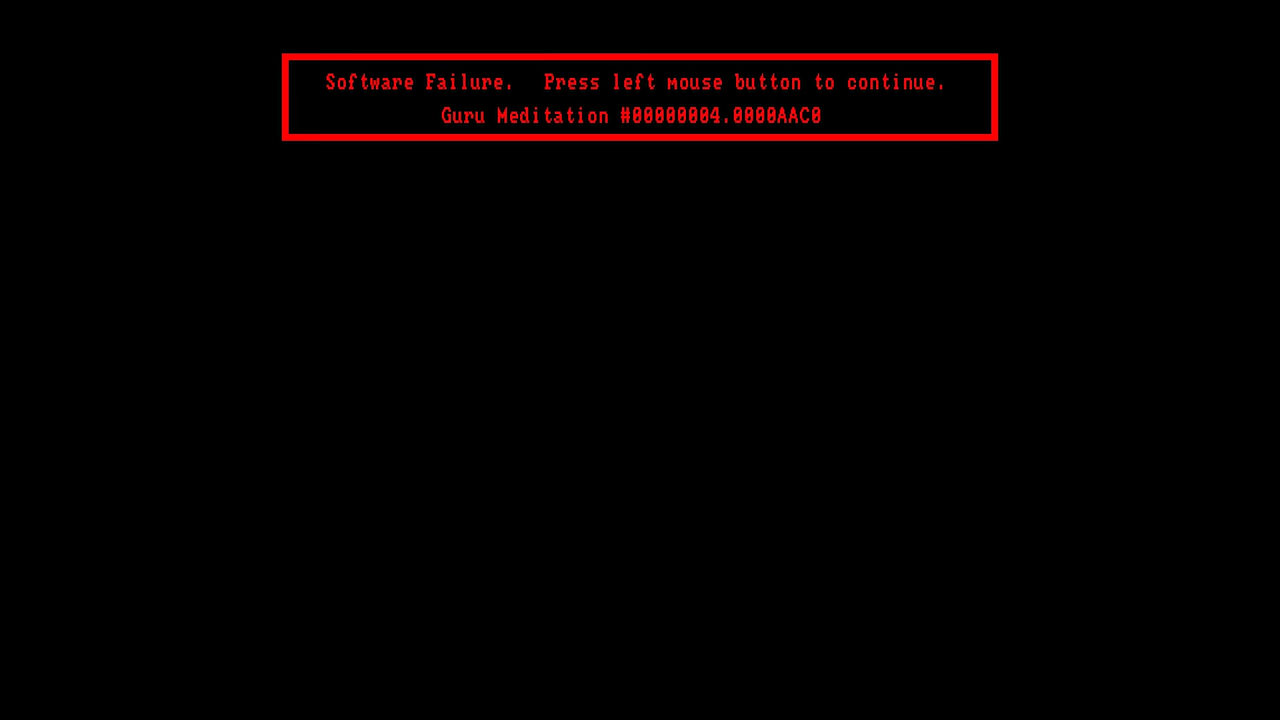 Software Failure.   Press left mouse button to continue.
Guru Meditation #00000004.0000AAC0